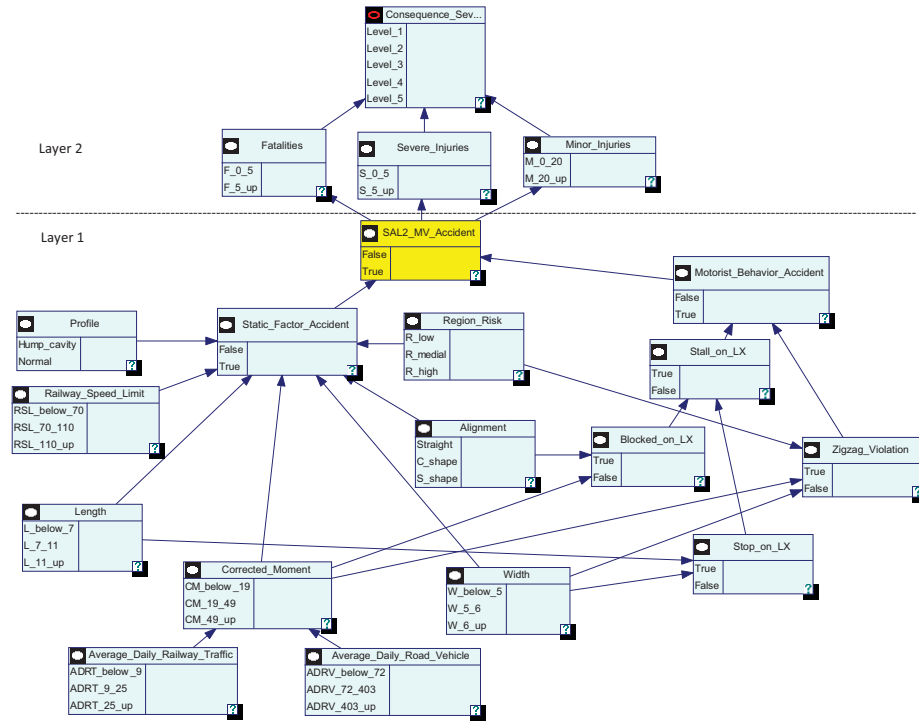 Consequence_Sev...
Level_1
Level_2
Level_3
Level_4
Level_5
?
Layer 2
Fatalities
F_0_5
F_5_up
?
Severe_Injuries
S_0_5
S_5_up
?
Minor_Injuries
M_0_20
M_20_up
?
Layer 1
SAL2_MV_Accident
False
True
?
Motorist_Behavior_Accident
False
True
?
Profile
Hump_cavity
Normal
?
Static_Factor_Accident
False
True
?
Region_Risk
R_low
R_medial
R_high
?
Stall_on_LX
True
False
?
Railway_Speed_Limit
RSL_below_70
RSL_70_110
RSL_110_up
?
Alignment
Straight
C_shape
S_shape
?
Blocked_on_LX
True
False
?
Zigzag_Violation
True
False
?
Length
L_below_7
L_7_11
L_11_up
?
Stop_on_LX
True
False
?
Corrected_Moment
CM_below_19
CM_19_49
CM_49_up
?
Width
W_below_5
W_5_6
W_6_up
?
Average_Daily_Railway_Traffic
ADRT_below_9
ADRT_9_25
ADRT_25_up
?
Average_Daily_Road_Vehicle
ADRV_below_72
ADRV_72_403
ADRV_403_up
?